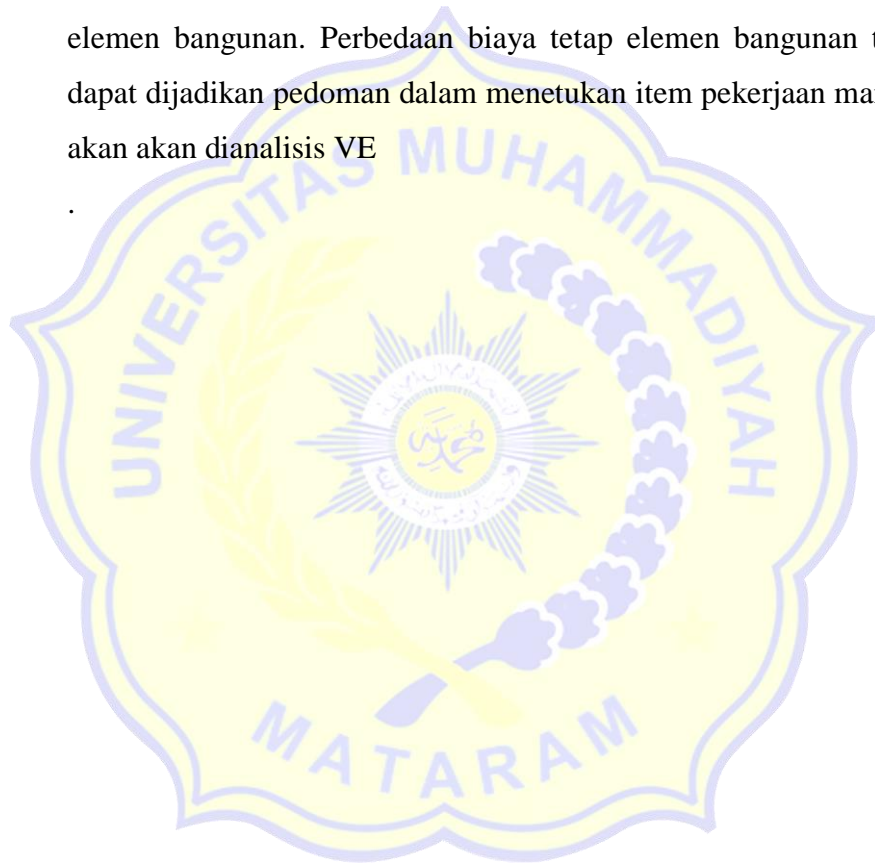 elemen bangunan. Perbedaan biaya tetap elemen bangunan t
dapat dijadikan pedoman dalam menetukan item pekerjaan ma
akan akan dianalisis VE
.
UNIVERSITAS MUHAMMADIYAH
MATARAM